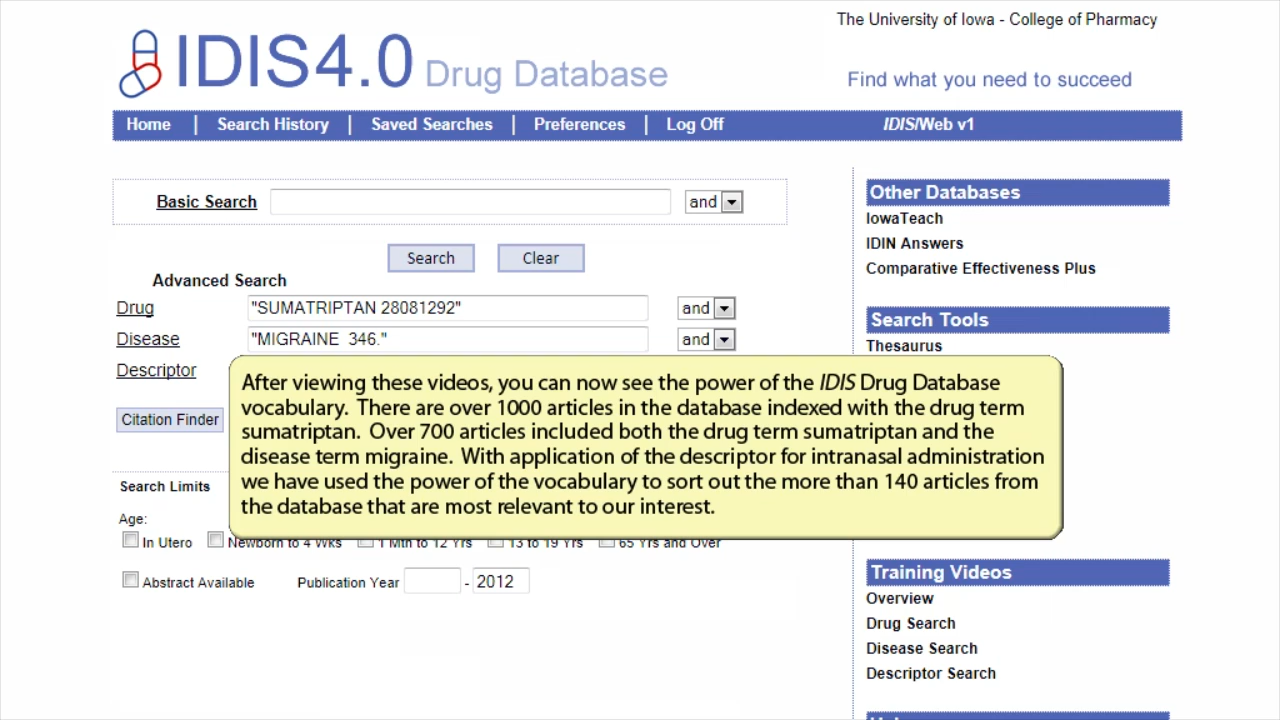 The University of Iowa - College of Pharmacy
IDIS4.0 Drug Database
Find what you need to succeed
Home | Search History | Saved Searches | Preferences | Log Off IDIS/Web v1
Basic Search and
Search Clear
Advanced Search
Drug "SUMATRIPTAN 28081292" and
Disease "MIGRAINE  346." and
Descriptor
Citation Finder
After viewing these videos, you can now see the power of the IDIS Drug Database
vocabulary.  There are over 1000 articles in the database indexed with the drug term
sumatriptan.  Over 700 articles included both the drug term sumatriptan and the
disease term migraine.  With application of the descriptor for intranasal administration
we have used the power of the vocabulary to sort out the more than 140 articles from
the database that are most relevant to our interest.
Search Limits
Age:
In Utero Newborn to 4 Wks 1 Mth to 12 Yrs 13 to 19 Yrs 65 Yrs and Over
Abstract Available Publication Year - 2012
Other Databases
IowaTeach
IDIN Answers
Comparative Effectiveness Plus
Search Tools
Thesaurus
Training Videos
Overview
Drug Search
Disease Search
Descriptor Search